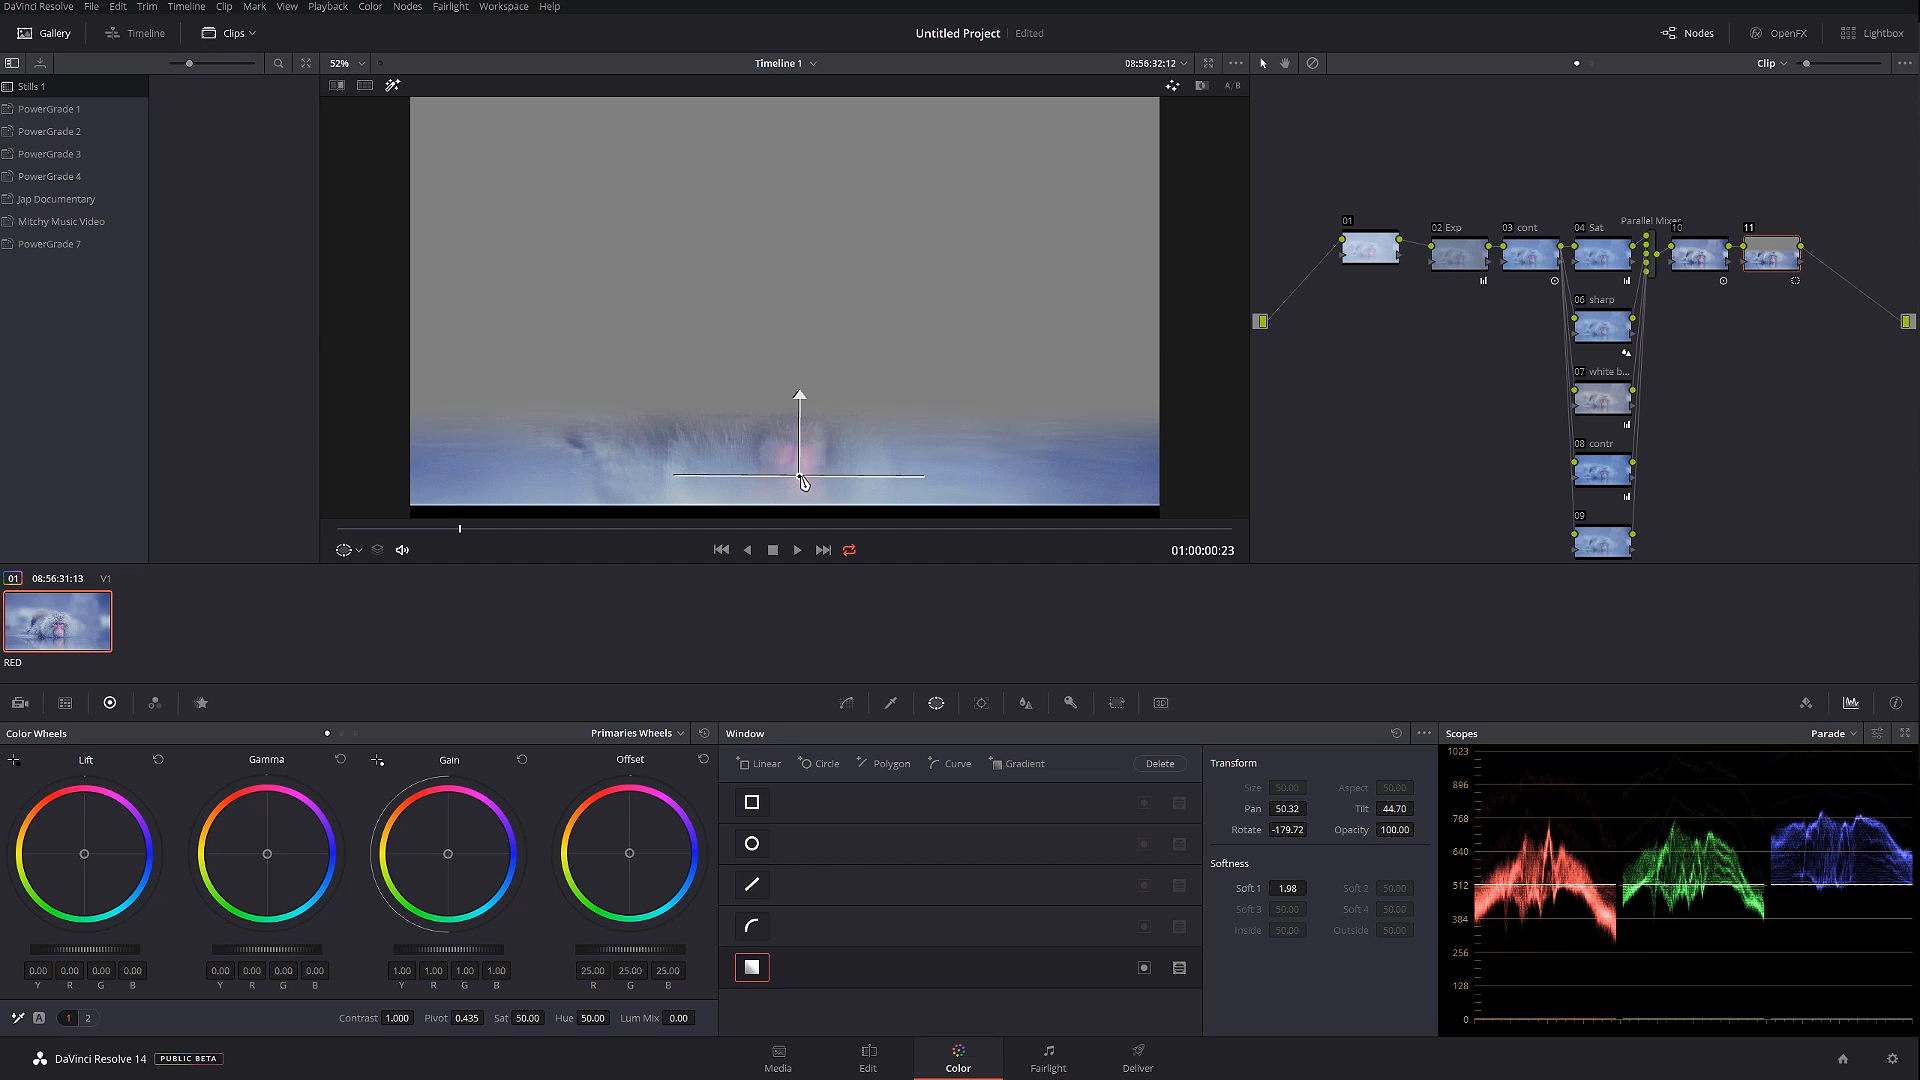 DaVinci Resolve File Edit Trim Timeline Clip Mark View Playback Color Nodes Fairlight Workspace Help
Gallery Timeline Clips Untitled Project Edited Nodes OpenFX Lightbox
52% Timeline 1 08:56:32:12 Clip
Stills 1 A/B
PowerGrade 1
PowerGrade 2
PowerGrade 3
PowerGrade 4
Jap Documentary
Mitchy Music Video
PowerGrade 7
01 Parallel Mixer
02 Exp 03 cont 04 Sat 10 11
06 sharp
07 white b...
08 contr
09
01:00:00:23
01 08:56:31:13 V1
RED
3D
Color Wheels Primaries Wheels Window Scopes Parade
Lift Gamma Gain Offset
Linear Circle Polygon Curve Gradient Delete
Transform
Size 50.00 Aspect 50.00
Pan 50.32 Tilt 44.70
Rotate -179.72 Opacity 100.00
Softness
Soft 1 1.98 Soft 2 50.00
Soft 3 50.00 Soft 4 50.00
Inside 50.00 Outside 50.00
1023
896
768
640
512
384
256
128
0
0.00 0.00 0.00 0.00 0.00 0.00 0.00 0.00 1.00 1.00 1.00 1.00 25.00 25.00 25.00
Y R G B Y R G B Y R G B R G B
A 1 2 Contrast 1.000 Pivot 0.435 Sat 50.00 Hue 50.00 Lum Mix 0.00
DaVinci Resolve 14 PUBLIC BETA Media Edit Color Fairlight Deliver